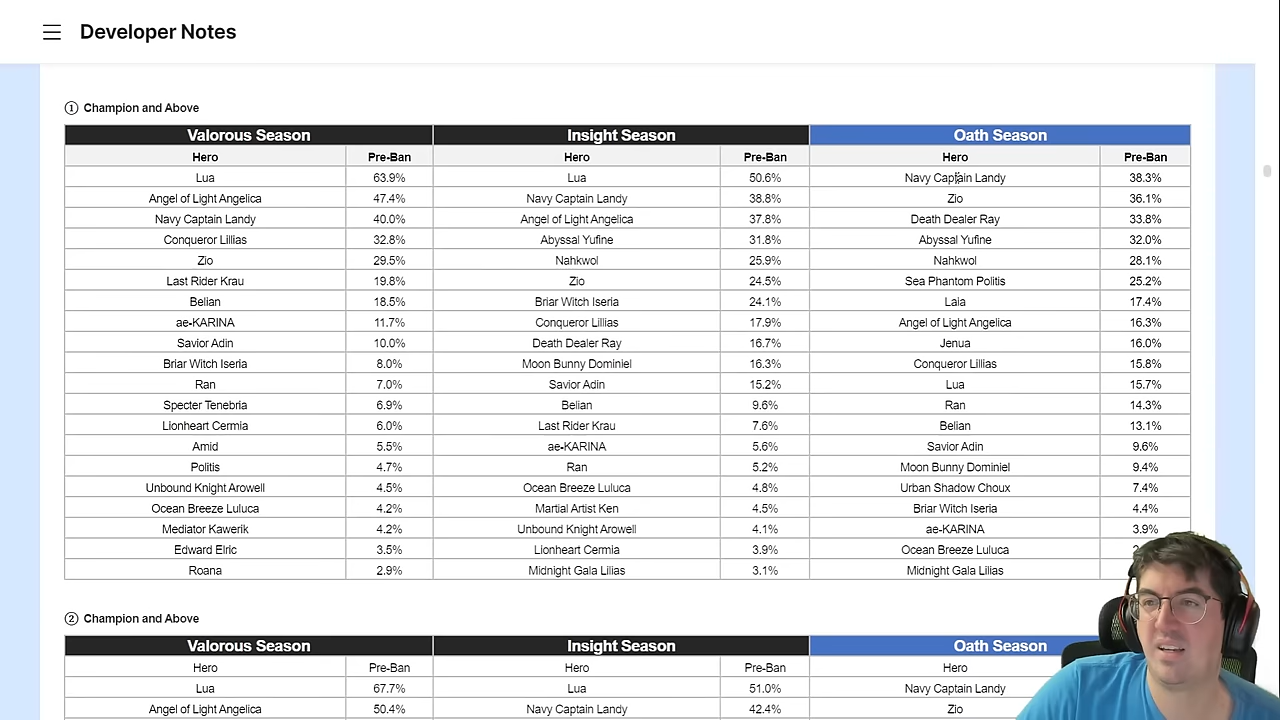 Developer Notes
① Champion and Above
Valorous Season Insight Season Oath Season
Hero Pre-Ban Hero Pre-Ban Hero Pre-Ban
Lua 63.9% Lua 50.6% Navy Captain Landy 38.3%
Angel of Light Angelica 47.4% Navy Captain Landy 38.8% Zio 36.1%
Navy Captain Landy 40.0% Angel of Light Angelica 37.8% Death Dealer Ray 33.8%
Conqueror Lillias 32.8% Abyssal Yufine 31.8% Abyssal Yufine 32.0%
Zio 29.5% Nahkwol 25.9% Nahkwol 28.1%
Last Rider Krau 19.8% Zio 24.5% Sea Phantom Politis 25.2%
Belian 18.5% Briar Witch Iseria 24.1% Laia 17.4%
ae-KARINA 11.7% Conqueror Lillias 17.9% Angel of Light Angelica 16.3%
Savior Adin 10.0% Death Dealer Ray 16.7% Jenua 16.0%
Briar Witch Iseria 8.0% Moon Bunny Dominiel 16.3% Conqueror Lillias 15.8%
Ran 7.0% Savior Adin 15.2% Lua 15.7%
Specter Tenebria 6.9% Belian 9.6% Ran 14.3%
Lionheart Cermia 6.0% Last Rider Krau 7.6% Belian 13.1%
Amid 5.5% ae-KARINA 5.6% Savior Adin 9.6%
Politis 4.7% Ran 5.2% Moon Bunny Dominiel 9.4%
Unbound Knight Arowell 4.5% Ocean Breeze Luluca 4.8% Urban Shadow Choux 7.4%
Ocean Breeze Luluca 4.2% Martial Artist Ken 4.5% Briar Witch Iseria 4.4%
Mediator Kawerik 4.2% Unbound Knight Arowell 4.1% ae-KARINA 3.9%
Edward Elric 3.5% Lionheart Cermia 3.9% Ocean Breeze Luluca
Roana 2.9% Midnight Gala Lilias 3.1% Midnight Gala Lilias
② Champion and Above
Valorous Season Insight Season Oath Season
Hero Pre-Ban Hero Pre-Ban Hero
Lua 67.7% Lua 51.0% Navy Captain Landy
Angel of Light Angelica 50.4% Navy Captain Landy 42.4% Zio